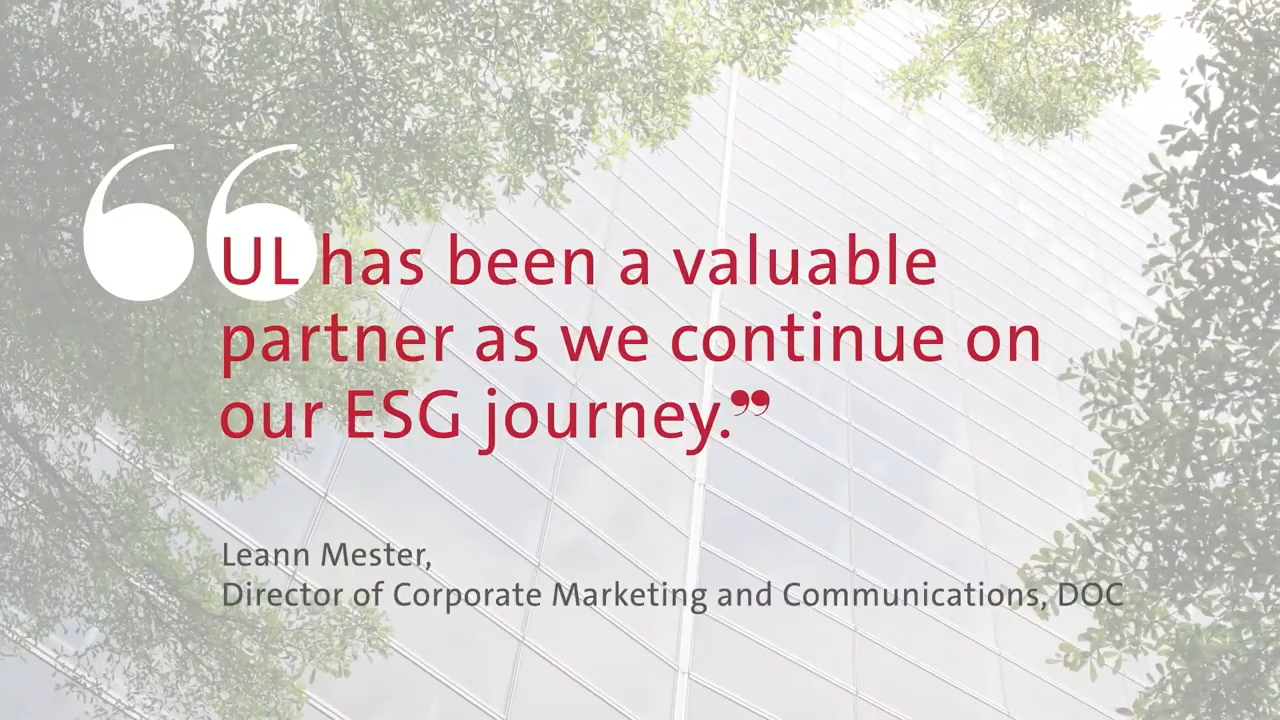 “UL has been a valuable
partner as we continue on
our ESG journey.”
Leann Mester,
Director of Corporate Marketing and Communications, DOC